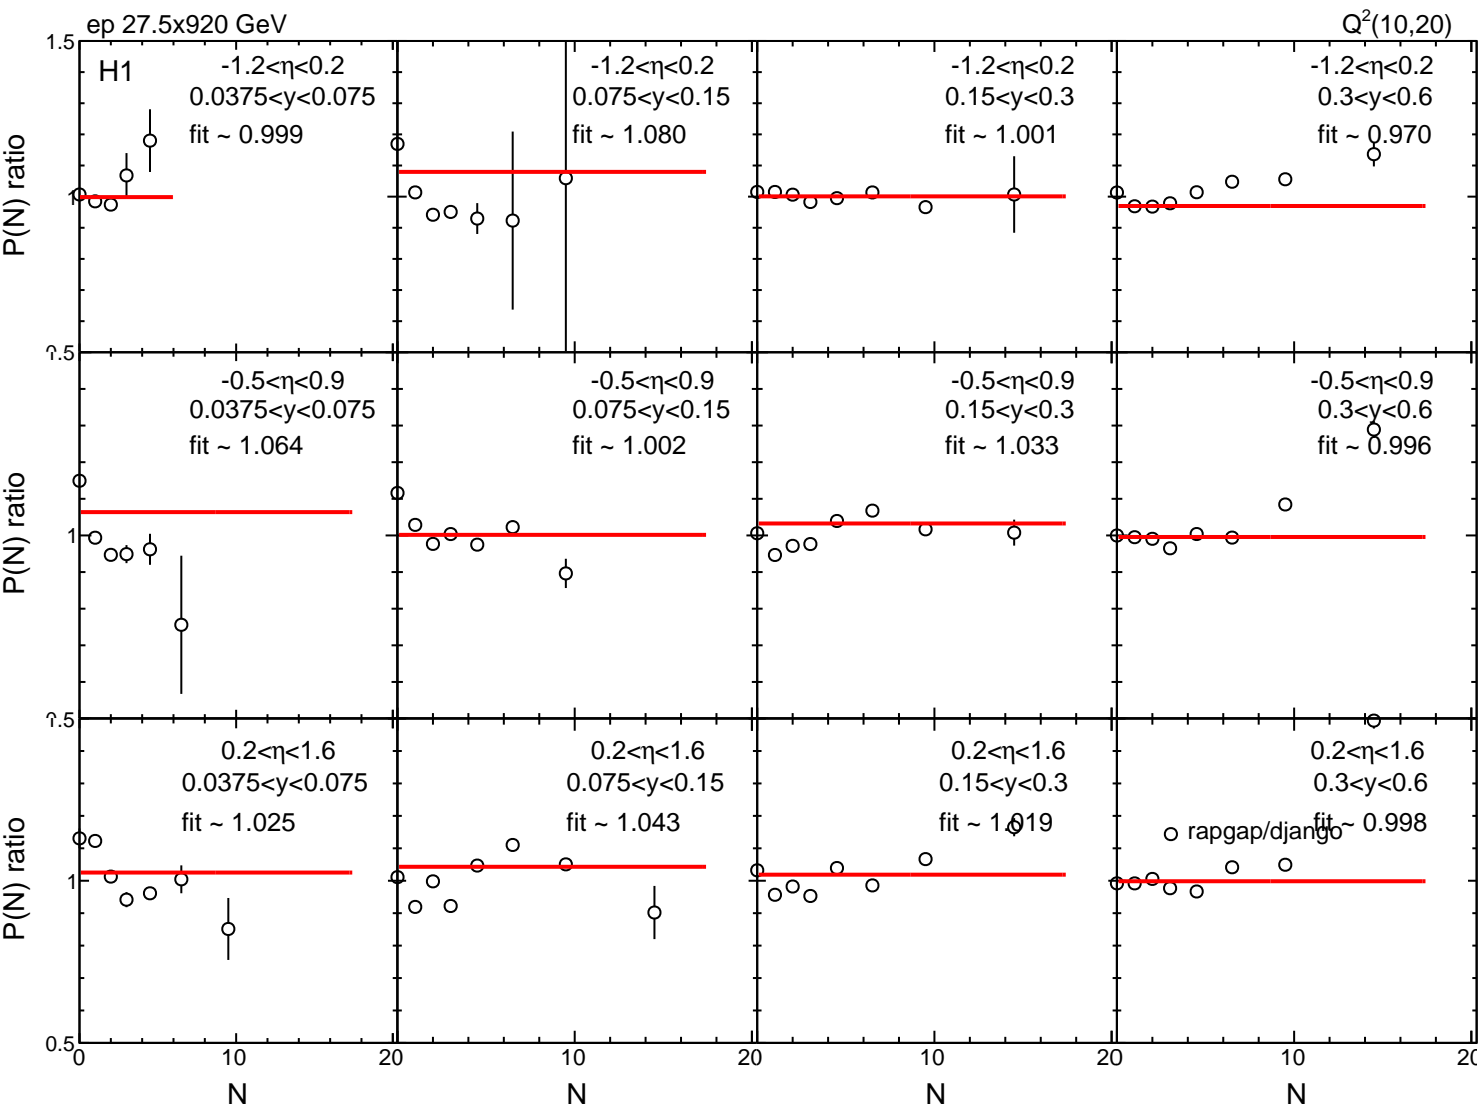 ep 27.5x920 GeV
Q²(10,20)
1.5
H1
-1.2<η<0.2
0.0375<y<0.075
fit ~ 0.999
-1.2<η<0.2
0.075<y<0.15
fit ~ 1.080
-1.2<η<0.2
0.15<y<0.3
fit ~ 1.001
-1.2<η<0.2
0.3<y<0.6
fit ~ 0.970
P(N) ratio
1
-0.5<η<0.9
0.0375<y<0.075
fit ~ 1.064
-0.5<η<0.9
0.075<y<0.15
fit ~ 1.002
-0.5<η<0.9
0.15<y<0.3
fit ~ 1.033
-0.5<η<0.9
0.3<y<0.6
fit ~ 0.996
P(N) ratio
1
0.2<η<1.6
0.0375<y<0.075
fit ~ 1.025
0.2<η<1.6
0.075<y<0.15
fit ~ 1.043
0.2<η<1.6
0.15<y<0.3
fit ~ 1.019
0.2<η<1.6
0.3<y<0.6
fit ~ 0.998
rapgap/django
P(N) ratio
1
0.5
0 10 20 10 20 10 20 10 20
N N N N